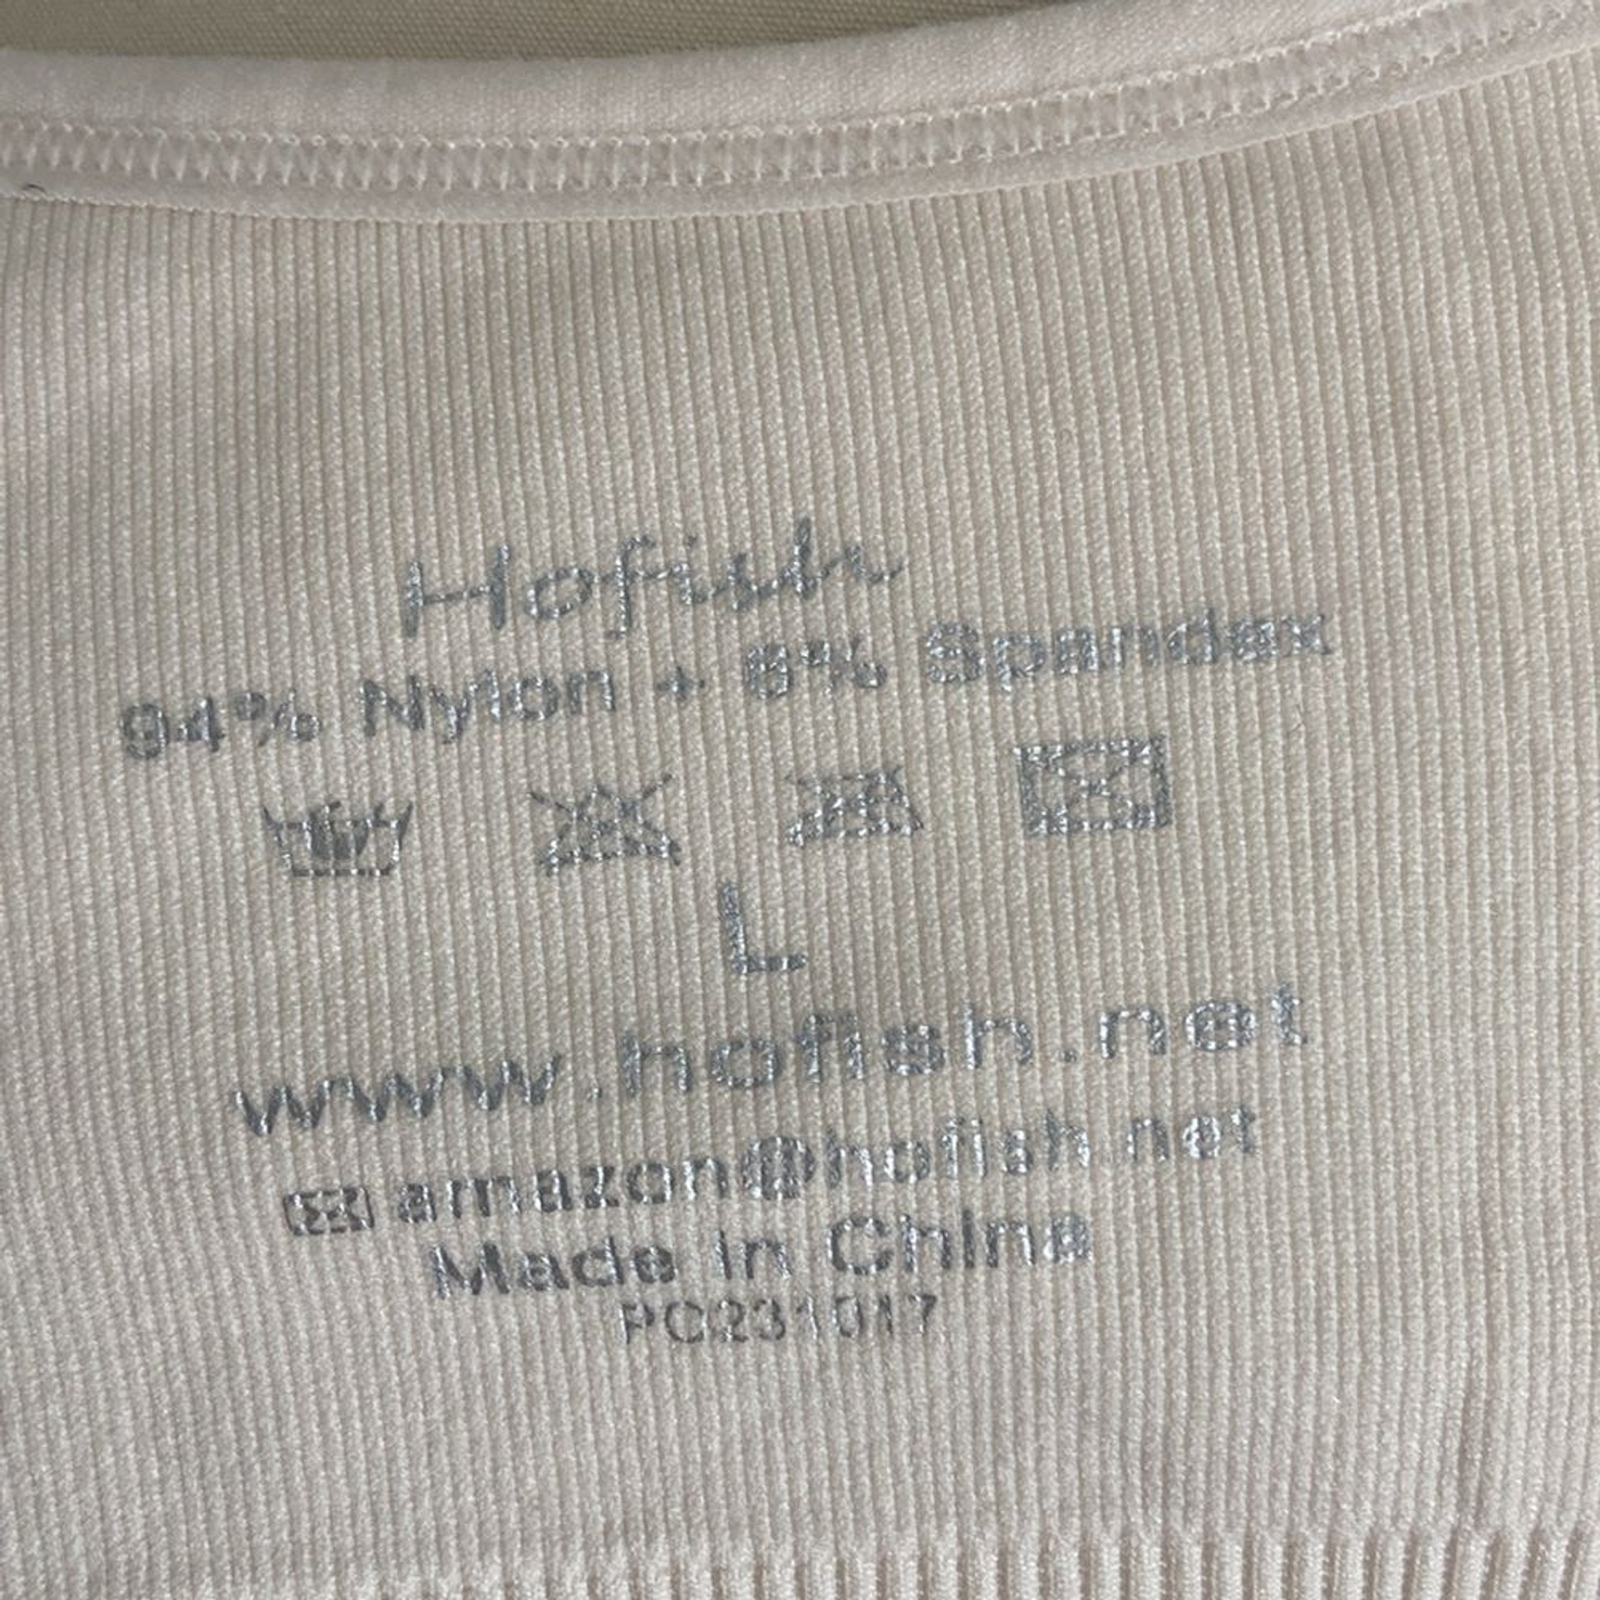 Hofish
94% Nylon + 6% Spandex
L
www.hofish.net
amazon@hofish.net
Made In China
PC231017